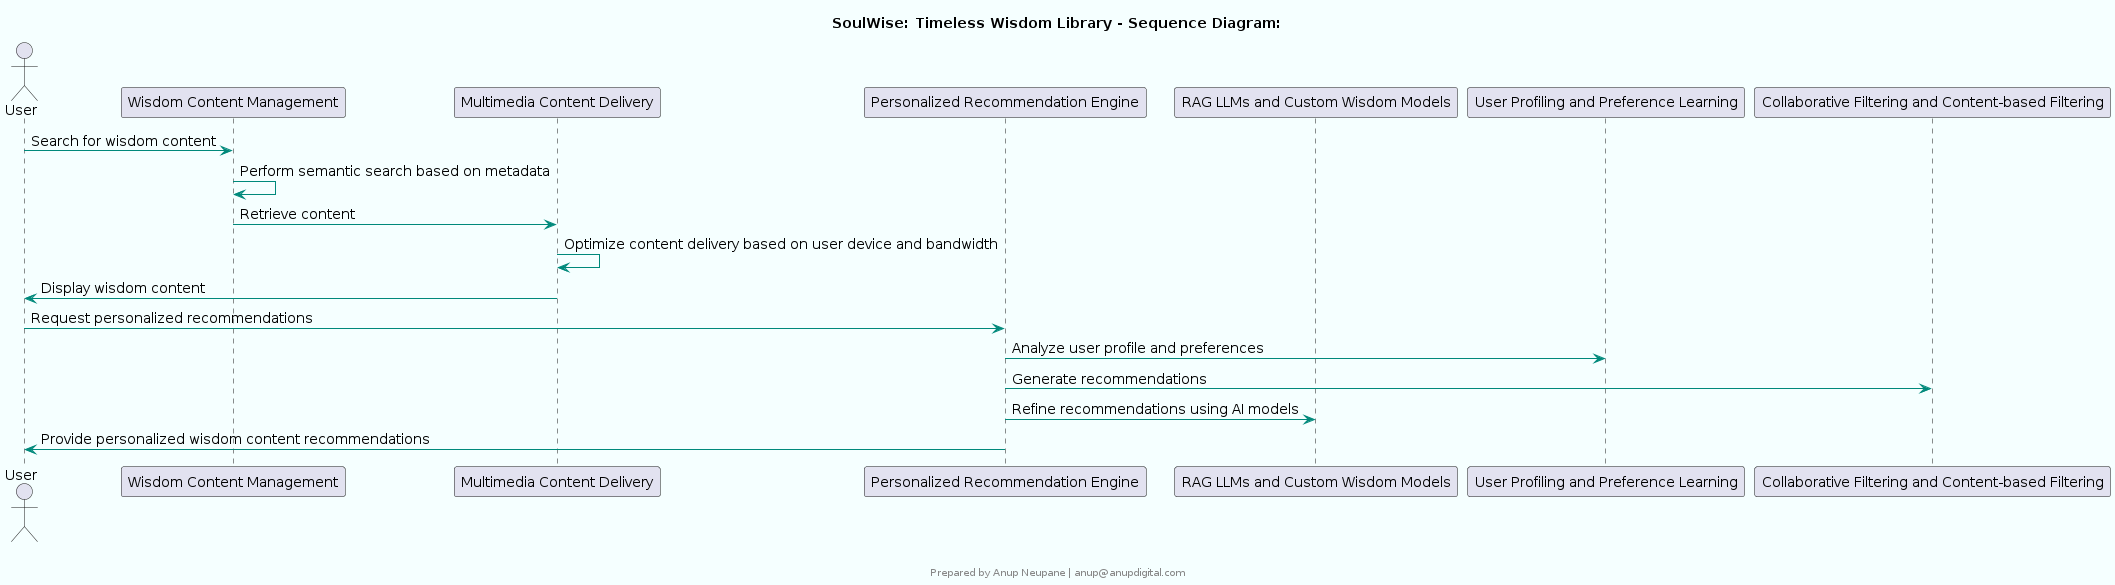 SoulWise: Timeless Wisdom Library - Sequence Diagram:
User
Wisdom Content Management
Multimedia Content Delivery
Personalized Recommendation Engine
RAG LLMs and Custom Wisdom Models
User Profiling and Preference Learning
Collaborative Filtering and Content-based Filtering
Search for wisdom content
Perform semantic search based on metadata
Retrieve content
Optimize content delivery based on user device and bandwidth
Display wisdom content
Request personalized recommendations
Analyze user profile and preferences
Generate recommendations
Refine recommendations using AI models
Provide personalized wisdom content recommendations
User
Wisdom Content Management
Multimedia Content Delivery
Personalized Recommendation Engine
RAG LLMs and Custom Wisdom Models
User Profiling and Preference Learning
Collaborative Filtering and Content-based Filtering
Prepared by Anup Neupane | anup@anupdigital.com